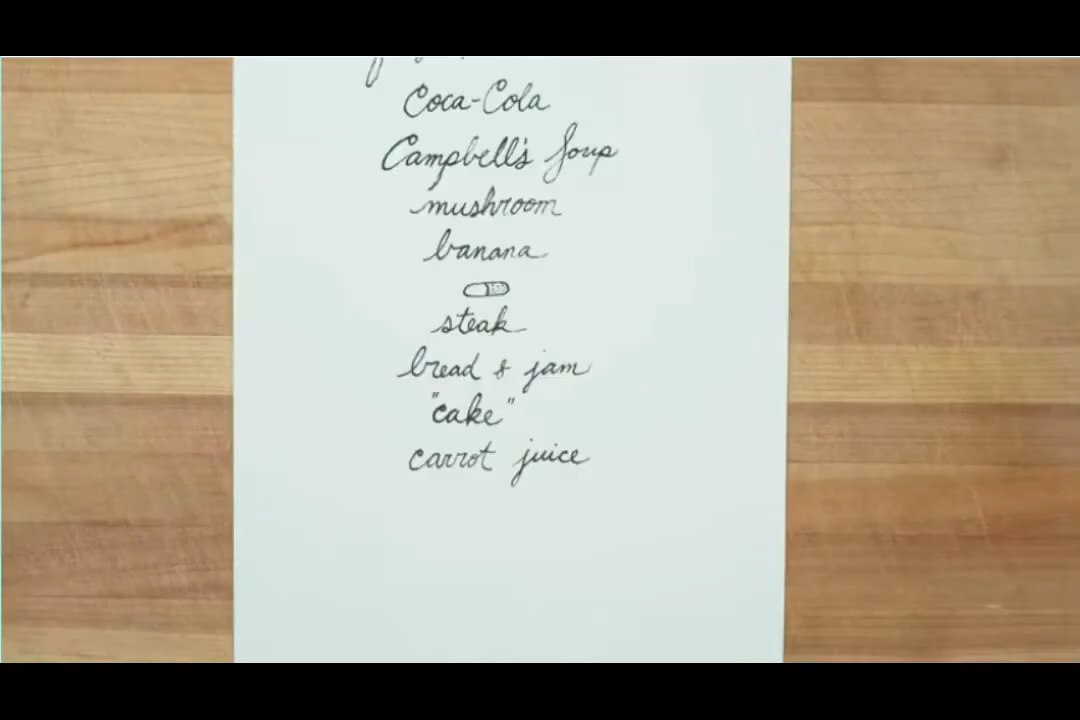 Coca-Cola
Campbell's Soup
mushroom
banana
steak
bread & jam
"cake"
carrot juice